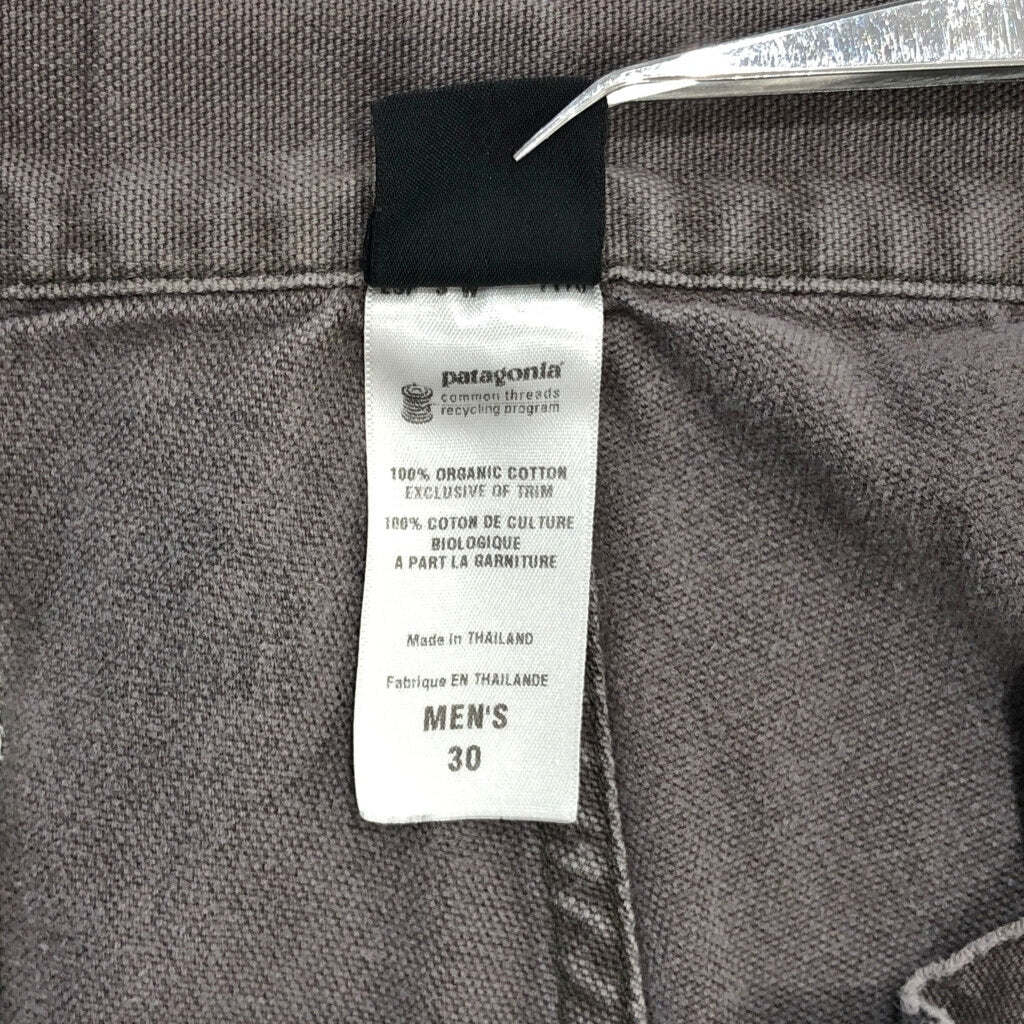 patagonia®
common threads
recycling program
100% ORGANIC COTTON
EXCLUSIVE OF TRIM
100% COTON DE CULTURE
BIOLOGIQUE
A PART LA GARNITURE
Made in THAILAND
Fabrique EN THAILANDE
MEN'S
30